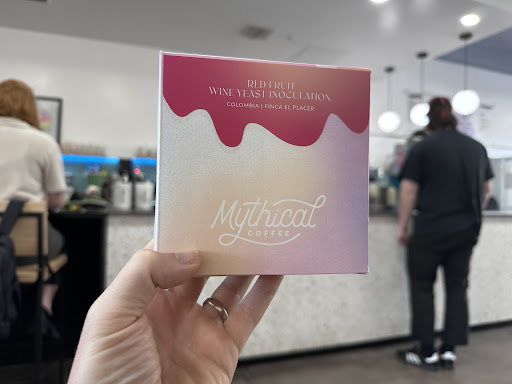 RED FRUIT
WINE YEAST INOCULATION
COLOMBIA | FINCA EL PLACER
Mythical
COFFEE